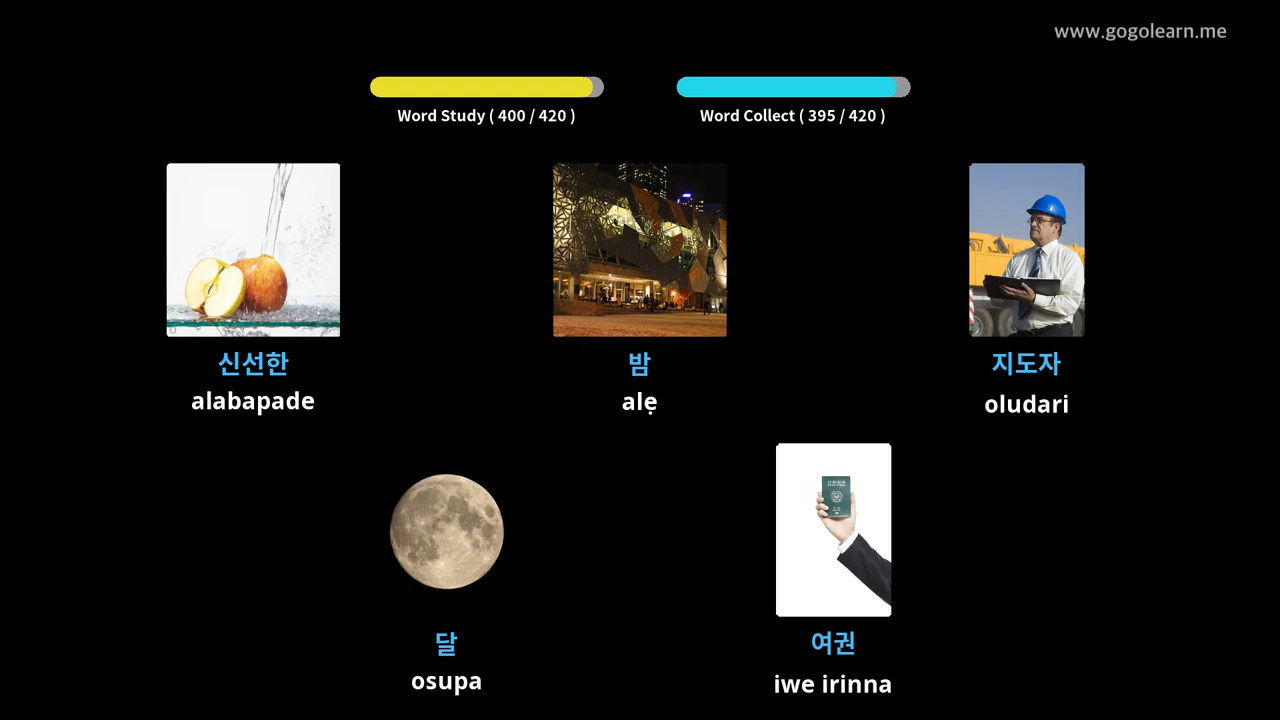 www.gogolearn.me
Word Study ( 400 / 420 )
Word Collect ( 395 / 420 )
신선한
밤
지도자
alabapade
alẹ
oludari
달
여권
osupa
iwe irinna